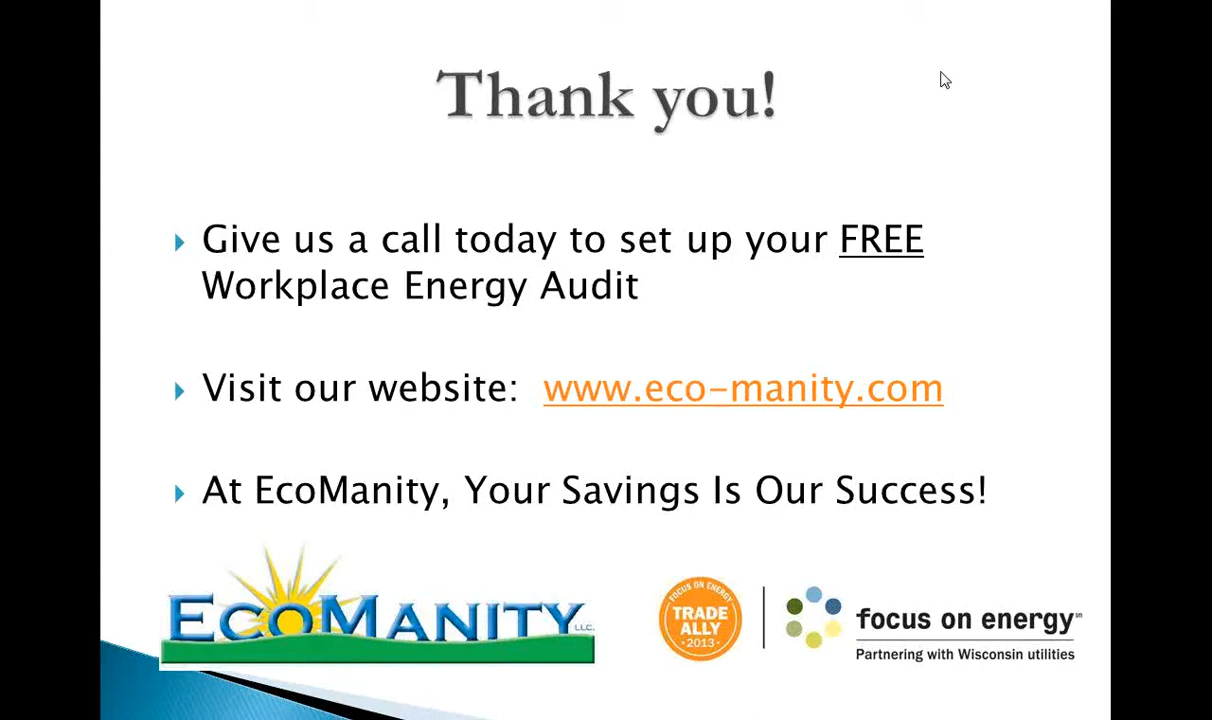 Thank you!
Give us a call today to set up your FREE
Workplace Energy Audit
Visit our website: www.eco-manity.com
At EcoManity, Your Savings Is Our Success!
ECOMANITY LLC.
FOCUS ON ENERGY
TRADE
ALLY
2013
focus on energy SM
Partnering with Wisconsin utilities